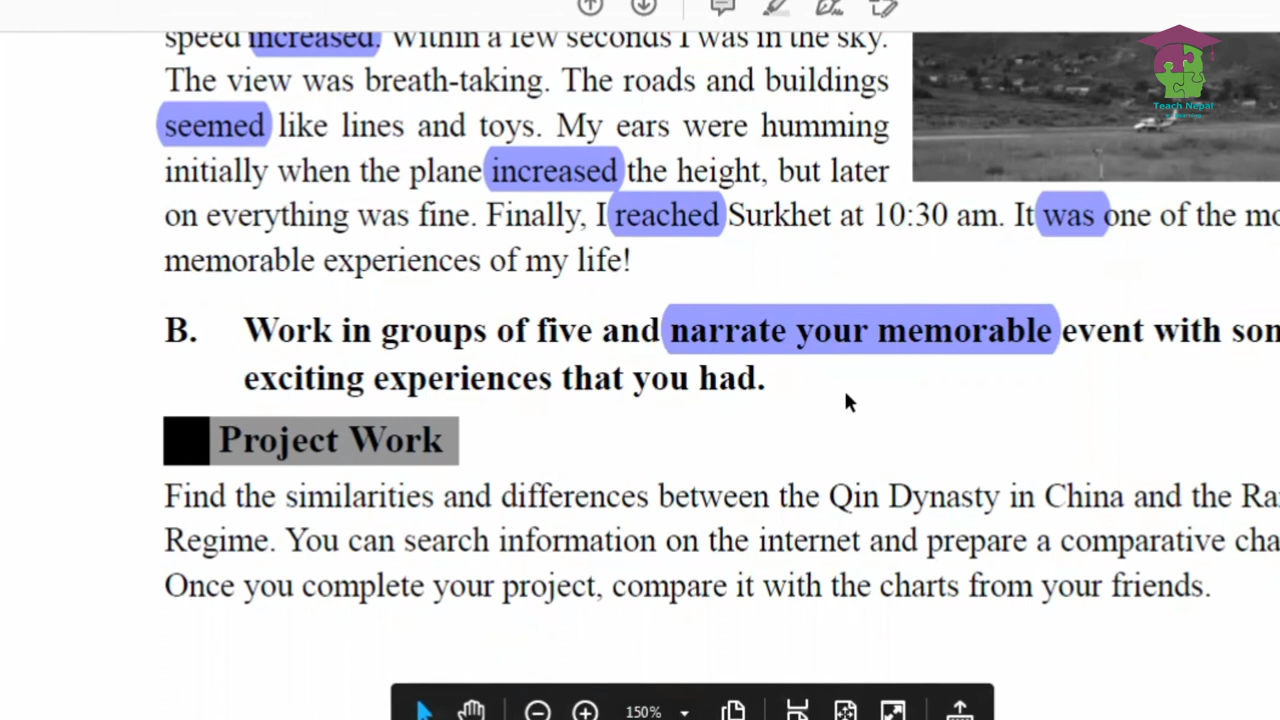 speed increased. Within a few seconds I was in the sky.
The view was breath-taking. The roads and buildings
seemed like lines and toys. My ears were humming
initially when the plane increased the height, but later
on everything was fine. Finally, I reached Surkhet at 10:30 am. It was one of the mo
memorable experiences of my life!
B. Work in groups of five and narrate your memorable event with som
exciting experiences that you had.
Project Work
Find the similarities and differences between the Qin Dynasty in China and the Ra
Regime. You can search information on the internet and prepare a comparative cha
Once you complete your project, compare it with the charts from your friends.
Teach Nepal
150%